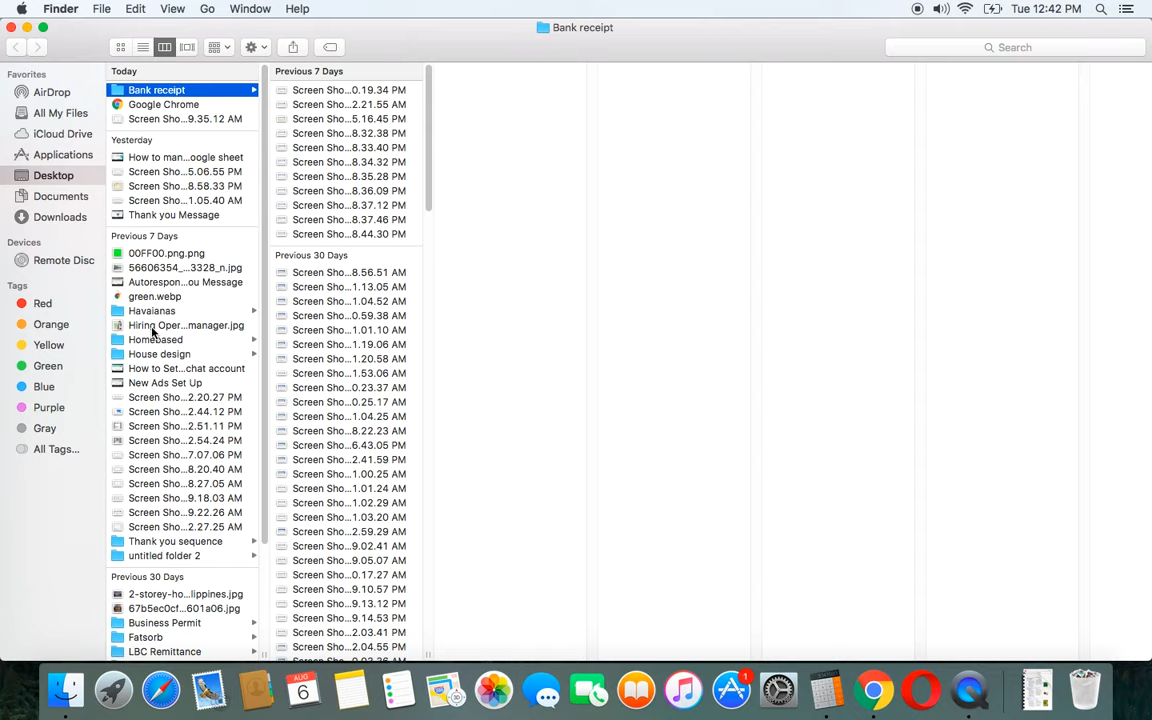 Finder File Edit View Go Window Help Tue 12:42 PM
Bank receipt
Search
Favorites
AirDrop
All My Files
iCloud Drive
Applications
Desktop
Documents
Downloads
Devices
Remote Disc
Tags
Red
Orange
Yellow
Green
Blue
Purple
Gray
All Tags...
Today
Bank receipt
Google Chrome
Screen Sho...9.35.12 AM
Yesterday
How to man...oogle sheet
Screen Sho...5.06.55 PM
Screen Sho...8.58.33 PM
Screen Sho...1.05.40 AM
Thank you Message
Previous 7 Days
00FF00.png.png
56606354_...3328_n.jpg
Autorespon...ou Message
green.webp
Havaianas
Hiring Oper...manager.jpg
Homebased
House design
How to Set...chat account
New Ads Set Up
Screen Sho...2.20.27 PM
Screen Sho...2.44.12 PM
Screen Sho...2.51.11 PM
Screen Sho...2.54.24 PM
Screen Sho...7.07.06 PM
Screen Sho...8.20.40 AM
Screen Sho...8.27.05 AM
Screen Sho...9.18.03 AM
Screen Sho...9.22.26 AM
Screen Sho...2.27.25 AM
Thank you sequence
untitled folder 2
Previous 30 Days
2-storey-ho...lippines.jpg
67b5ec0cf...601a06.jpg
Business Permit
Fatsorb
LBC Remittance
Previous 7 Days
Screen Sho...0.19.34 PM
Screen Sho...2.21.55 AM
Screen Sho...5.16.45 PM
Screen Sho...8.32.38 PM
Screen Sho...8.33.40 PM
Screen Sho...8.34.32 PM
Screen Sho...8.35.28 PM
Screen Sho...8.36.09 PM
Screen Sho...8.37.12 PM
Screen Sho...8.37.46 PM
Screen Sho...8.44.30 PM
Previous 30 Days
Screen Sho...8.56.51 AM
Screen Sho...1.13.05 AM
Screen Sho...1.04.52 AM
Screen Sho...0.59.38 AM
Screen Sho...1.01.10 AM
Screen Sho...1.19.06 AM
Screen Sho...1.20.58 AM
Screen Sho...1.53.06 AM
Screen Sho...0.23.37 AM
Screen Sho...0.25.17 AM
Screen Sho...1.04.25 AM
Screen Sho...8.22.23 AM
Screen Sho...6.43.05 PM
Screen Sho...2.41.59 PM
Screen Sho...1.00.25 AM
Screen Sho...1.01.24 AM
Screen Sho...1.02.29 AM
Screen Sho...1.03.20 AM
Screen Sho...2.59.29 AM
Screen Sho...9.02.41 AM
Screen Sho...9.05.07 AM
Screen Sho...0.17.27 AM
Screen Sho...9.10.57 PM
Screen Sho...9.13.12 PM
Screen Sho...9.14.53 PM
Screen Sho...2.03.41 PM
Screen Sho...2.04.55 PM
AUG
6
1